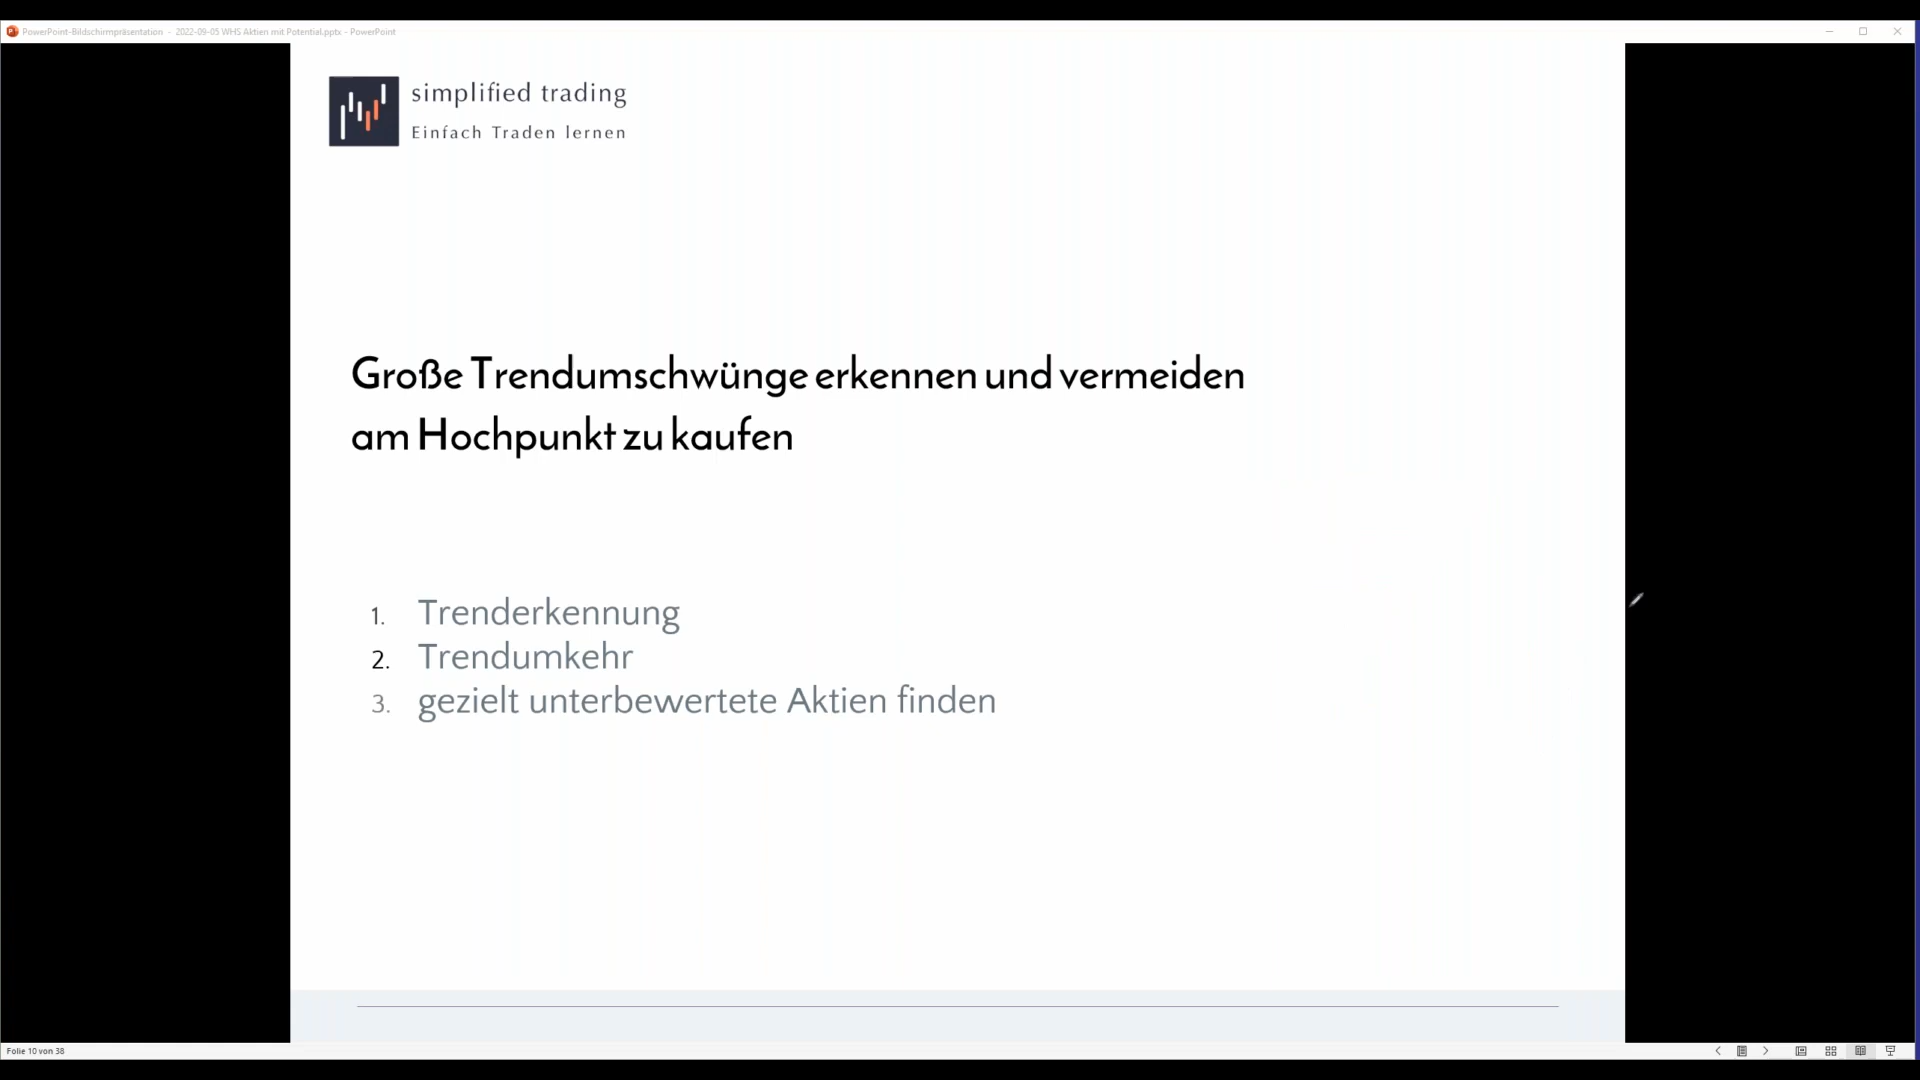 PowerPoint-Bildschirmpräsentation - 2022-09-05 WHS Aktien mit Potential.pptx - PowerPoint
simplified trading
Einfach Traden lernen
Große Trendumschwünge erkennen und vermeiden
am Hochpunkt zu kaufen
1. Trenderkennung
2. Trendumkehr
3. gezielt unterbewertete Aktien finden
Folie 10 von 38